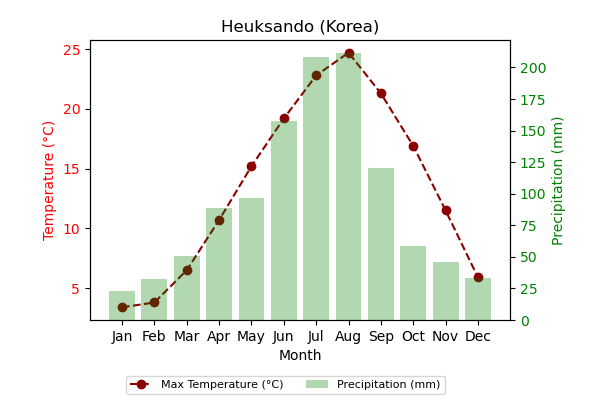 Heuksando (Korea)
25
20
15
10
5
Temperature (°C)
200
175
150
125
100
75
50
25
0
Precipitation (mm)
Jan Feb Mar Apr May Jun Jul Aug Sep Oct Nov Dec
Month
Max Temperature (°C) Precipitation (mm)